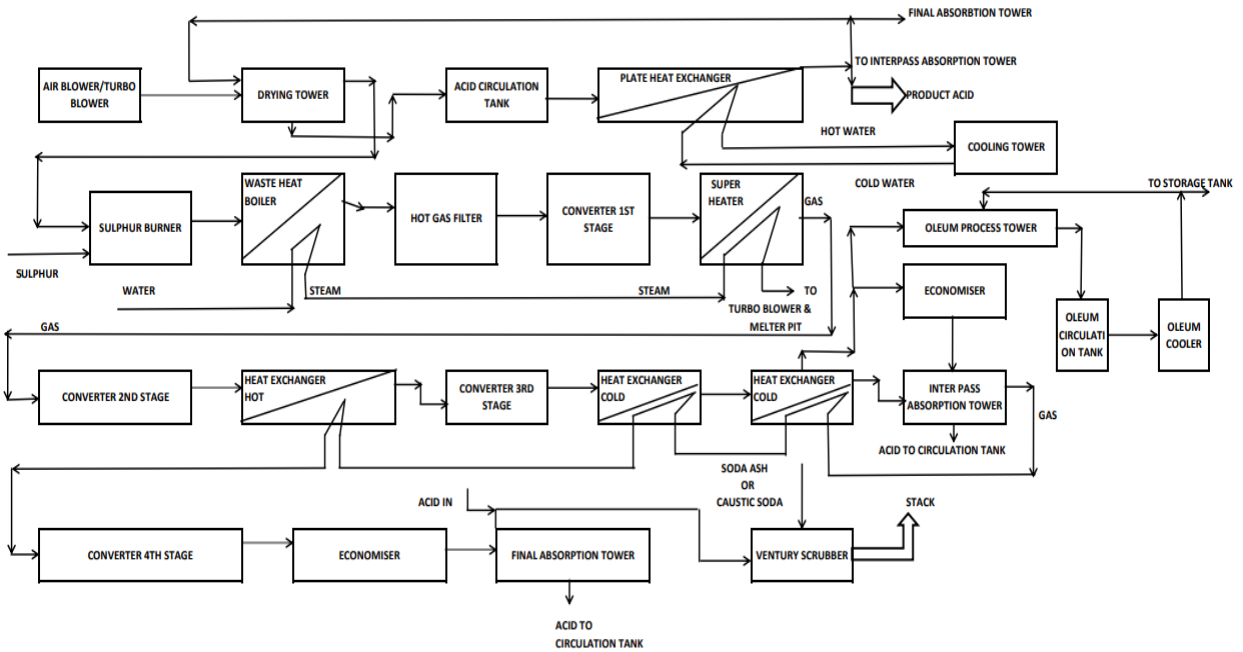 FINAL ABSORBTION TOWER
AIR BLOWER/TURBO
BLOWER
DRYING TOWER
ACID CIRCULATION
TANK
PLATE HEAT EXCHANGER
TO INTERPASS ABSORPTION TOWER
PRODUCT ACID
HOT WATER
COOLING TOWER
COLD WATER
TO STORAGE TANK
SULPHUR BURNER
WASTE HEAT
BOILER
HOT GAS FILTER
CONVERTER 1ST
STAGE
SUPER
HEATER
GAS
OLEUM PROCESS TOWER
SULPHUR
WATER
STEAM
STEAM
TO
TURBO BLOWER &
MELTER PIT
ECONOMISER
OLEUM
CIRCULATI
ON TANK
OLEUM
COOLER
GAS
CONVERTER 2ND STAGE
HEAT EXCHANGER
HOT
CONVERTER 3RD
STAGE
HEAT EXCHANGER
COLD
HEAT EXCHANGER
COLD
INTER PASS
ABSORPTION TOWER
GAS
ACID TO CIRCULATION TANK
SODA ASH
OR
CAUSTIC SODA
ACID IN
STACK
CONVERTER 4TH STAGE
ECONOMISER
FINAL ABSORPTION TOWER
VENTURY SCRUBBER
ACID TO
CIRCULATION TANK